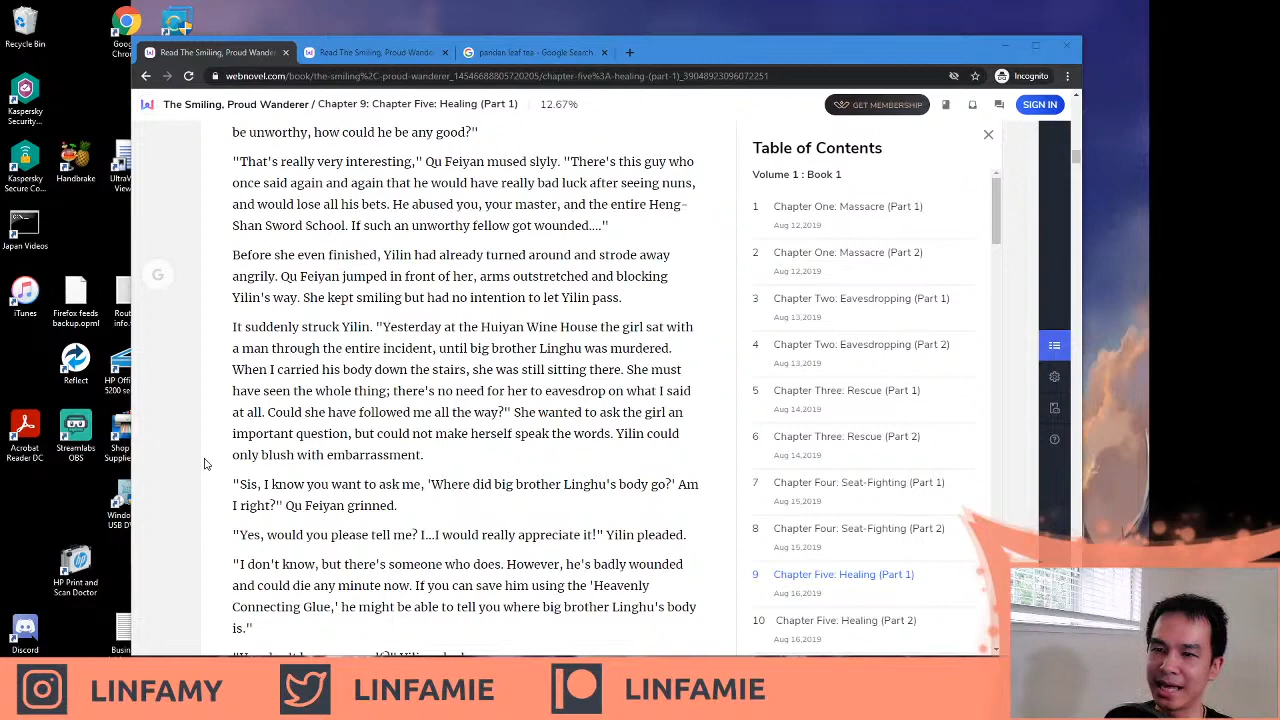 Recycle Bin
Goog
Chron
Read The Smiling, Proud Wande
Read The Smiling, Proud Wande
pandan leaf tea - Google Search
webnovel.com/book/the-smiling%2C-proud-wanderer_14546688805720205/chapter-five%3A-healing-(part-1)_39048923096072251
Incognito
The Smiling, Proud Wanderer / Chapter 9: Chapter Five: Healing (Part 1)
12.67%
GET MEMBERSHIP
SIGN IN
be unworthy, how could he be any good?"
"That's really very interesting," Qu Feiyan mused slyly. "There's this guy who
once said again and again that he would have really bad luck after seeing nuns,
and would lose all his bets. He abused you, your master, and the entire Heng-
Shan Sword School. If such an unworthy fellow got wounded...."
Before she even finished, Yilin had already turned around and strode away
angrily. Qu Feiyan jumped in front of her, arms outstretched and blocking
Yilin's way. She kept smiling but had no intention to let Yilin pass.
It suddenly struck Yilin. "Yesterday at the Huiyan Wine House the girl sat with
a man through the entire incident, until big brother Linghu was murdered.
When I carried his body down the stairs, she was still sitting there. She must
have seen the whole thing; there's no need for her to eavesdrop on what I said
at all. Could she have followed me all the way?" She wanted to ask the girl an
important question, but could not make herself speak the words. Yilin could
only blush with embarrassment.
"Sis, I know you want to ask me, 'Where did big brother Linghu's body go?' Am
I right?" Qu Feiyan grinned.
"Yes, would you please tell me? I...I would really appreciate it!" Yilin pleaded.
"I don't know, but there's someone who does. However, he's badly wounded
and could die any minute now. If you can save him using the 'Heavenly
Connecting Glue,' he might be able to tell you where big brother Linghu's body
is."
Table of Contents
Volume 1 : Book 1
1 Chapter One: Massacre (Part 1)
Aug 12,2019
2 Chapter One: Massacre (Part 2)
Aug 12,2019
3 Chapter Two: Eavesdropping (Part 1)
Aug 13,2019
4 Chapter Two: Eavesdropping (Part 2)
Aug 13,2019
5 Chapter Three: Rescue (Part 1)
Aug 14,2019
6 Chapter Three: Rescue (Part 2)
Aug 14,2019
7 Chapter Four: Seat-Fighting (Part 1)
Aug 15,2019
8 Chapter Four: Seat-Fighting (Part 2)
Aug 15,2019
9 Chapter Five: Healing (Part 1)
Aug 16,2019
10 Chapter Five: Healing (Part 2)
Aug 16,2019
Kaspersky
Security...
Handbrake
UltraV
View
Kaspersky
Secure Co...
Japan Videos
iTunes
Firefox feeds
backup.opml
Rout
info.
Reflect
HP Offi
5200 se
Acrobat
Reader DC
Streamlabs
OBS
Shop
Supplie
Window
USB DV
HP Print and
Scan Doctor
Discord
Busin
LINFAMY
LINFAMIE
LINFAMIE